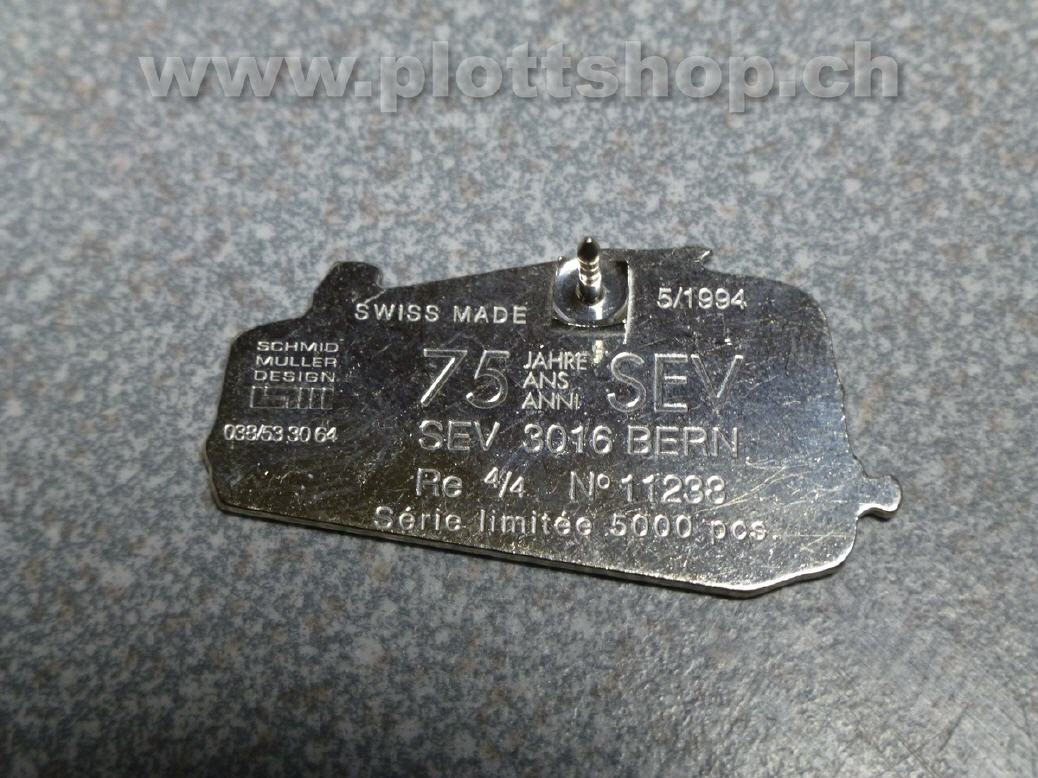 www.plottshop.ch
SWISS MADE
5/1994
SCHMID
MULLER
DESIGN
038/53 30 64
75 JAHRE ANS ANNI SEV
SEV 3016 BERN
Re 4/4 Nº 11238
Série limitée 5000 pcs